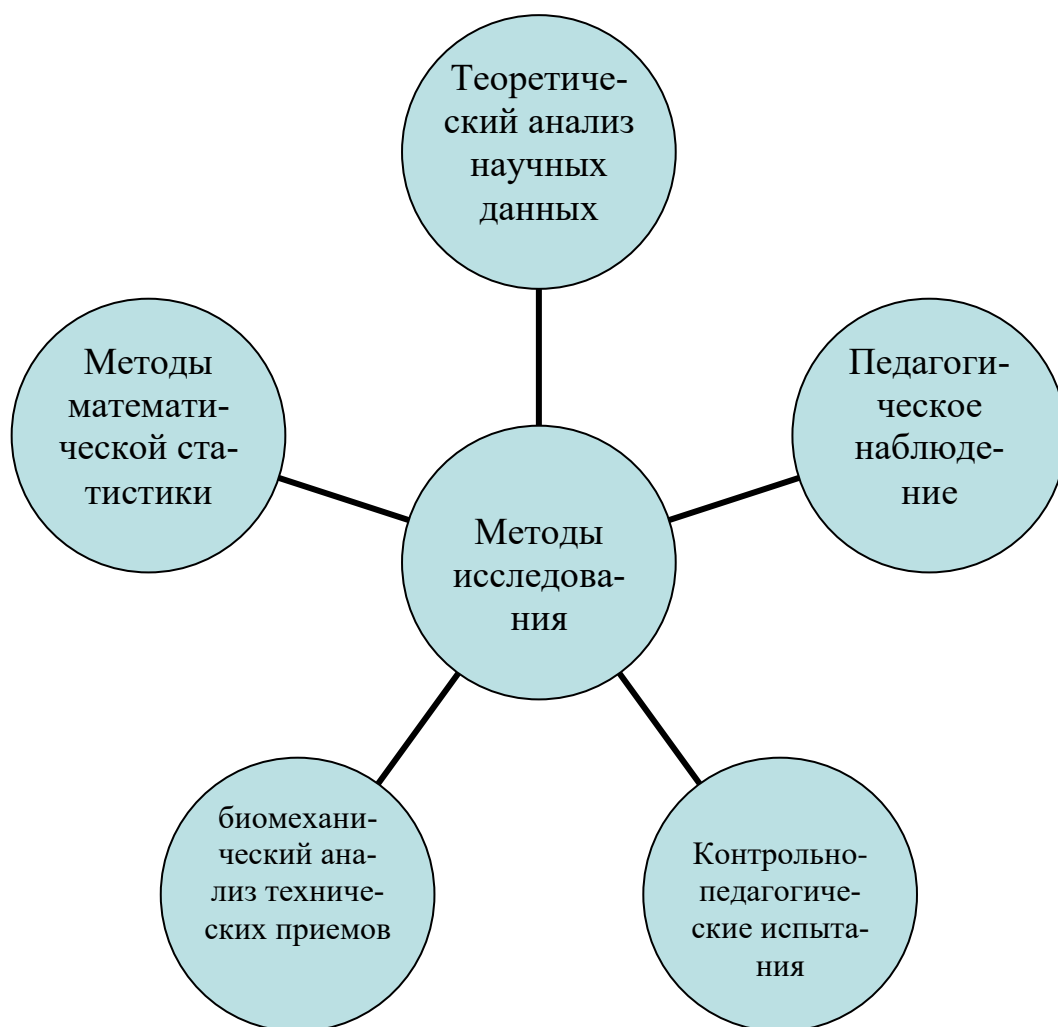 Теоретиче-
ский анализ
научных
данных
Методы
математи-
ческой ста-
тистики
Педагоги-
ческое
наблюде-
ние
Методы
исследова-
ния
биомехани-
ческий ана-
лиз техниче-
ских приемов
Контрольно-
педагогиче-
ские испыта-
ния